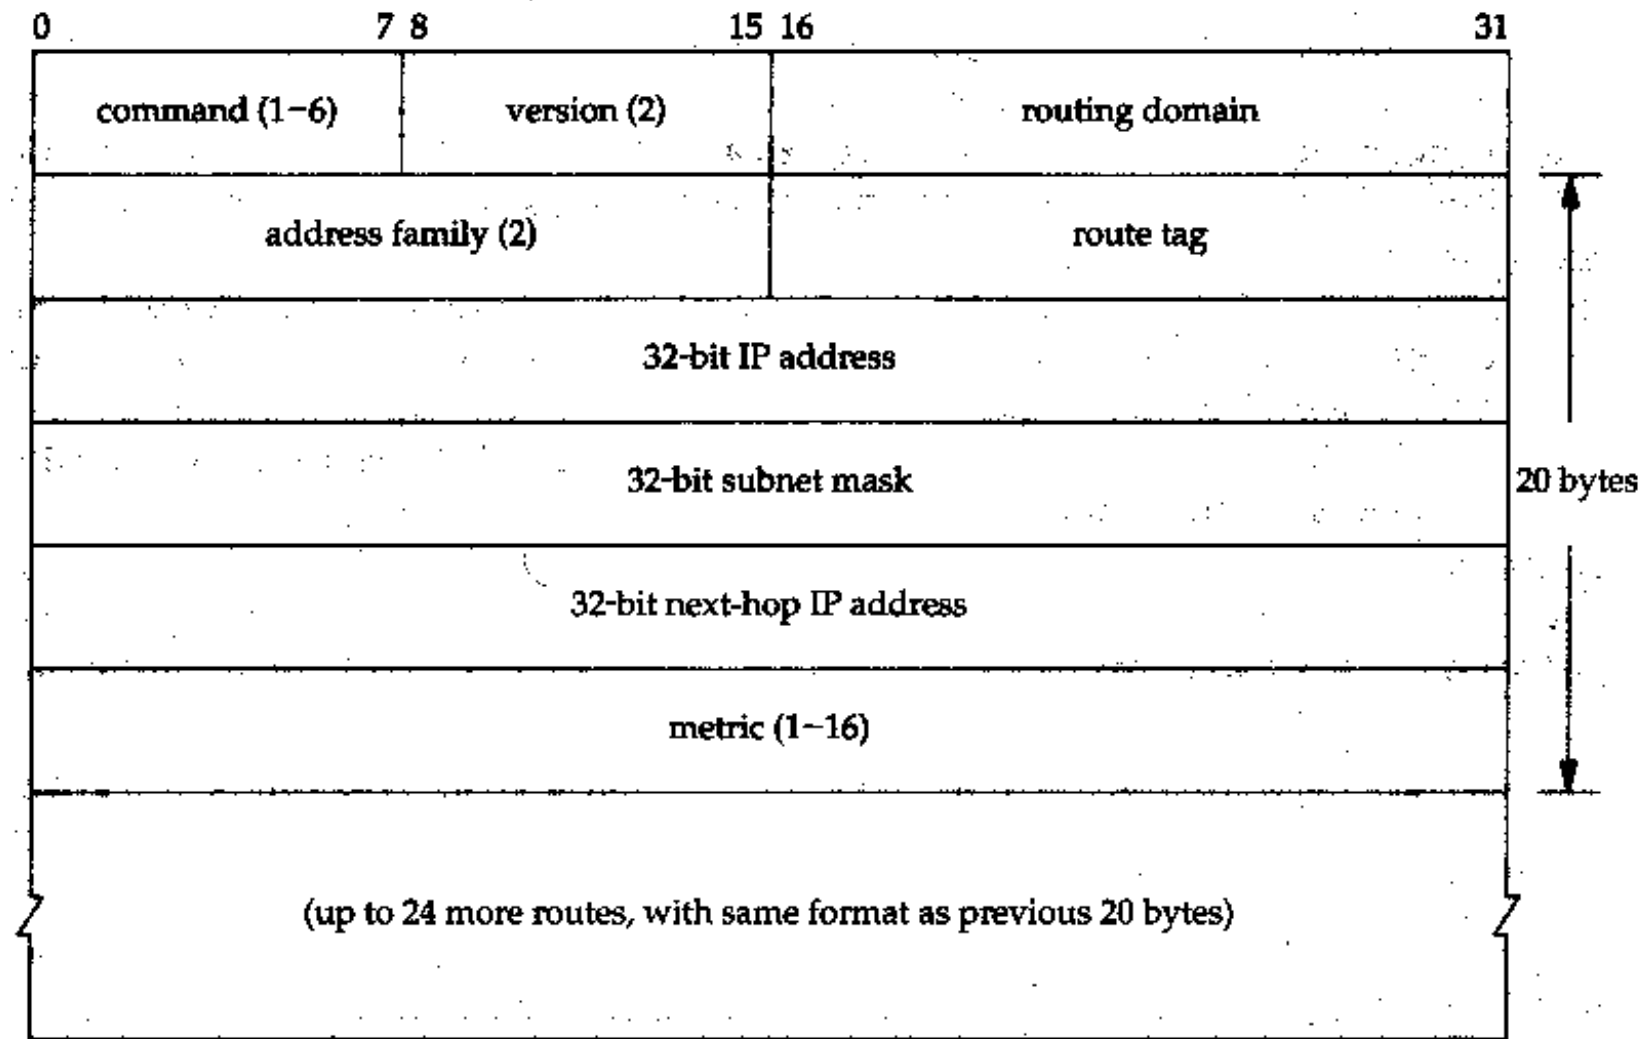 0 7 8 15 16 31
command (1-6) version (2) routing domain
address family (2) route tag
32-bit IP address
32-bit subnet mask
20 bytes
32-bit next-hop IP address
metric (1-16)
(up to 24 more routes, with same format as previous 20 bytes)